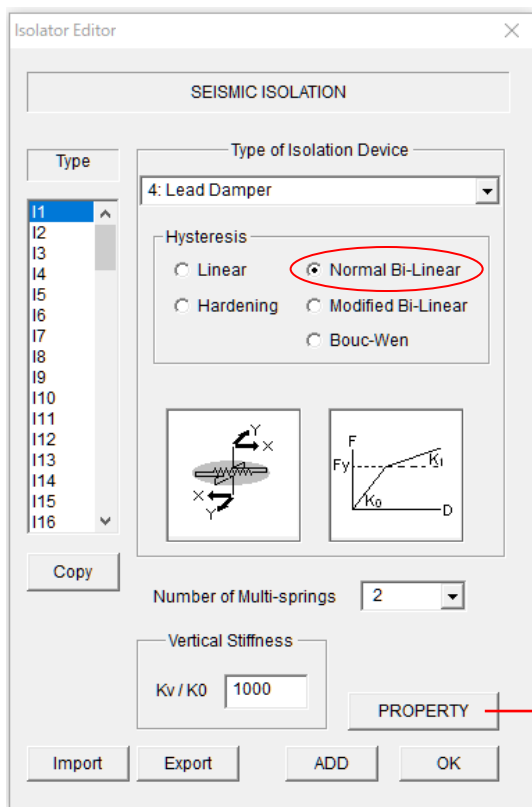 Isolator Editor
SEISMIC ISOLATION
Type
Type of Isolation Device
4: Lead Damper
I1
I2
I3
I4
I5
I6
I7
I8
I9
I10
I11
I12
I13
I14
I15
I16
Hysteresis
Linear
Normal Bi-Linear
Hardening
Modified Bi-Linear
Bouc-Wen
Y
X
X
Y
F
Fy
K1
K0
D
Copy
Number of Multi-springs
2
Vertical Stiffness
Kv / K0
1000
PROPERTY
Import
Export
ADD
OK